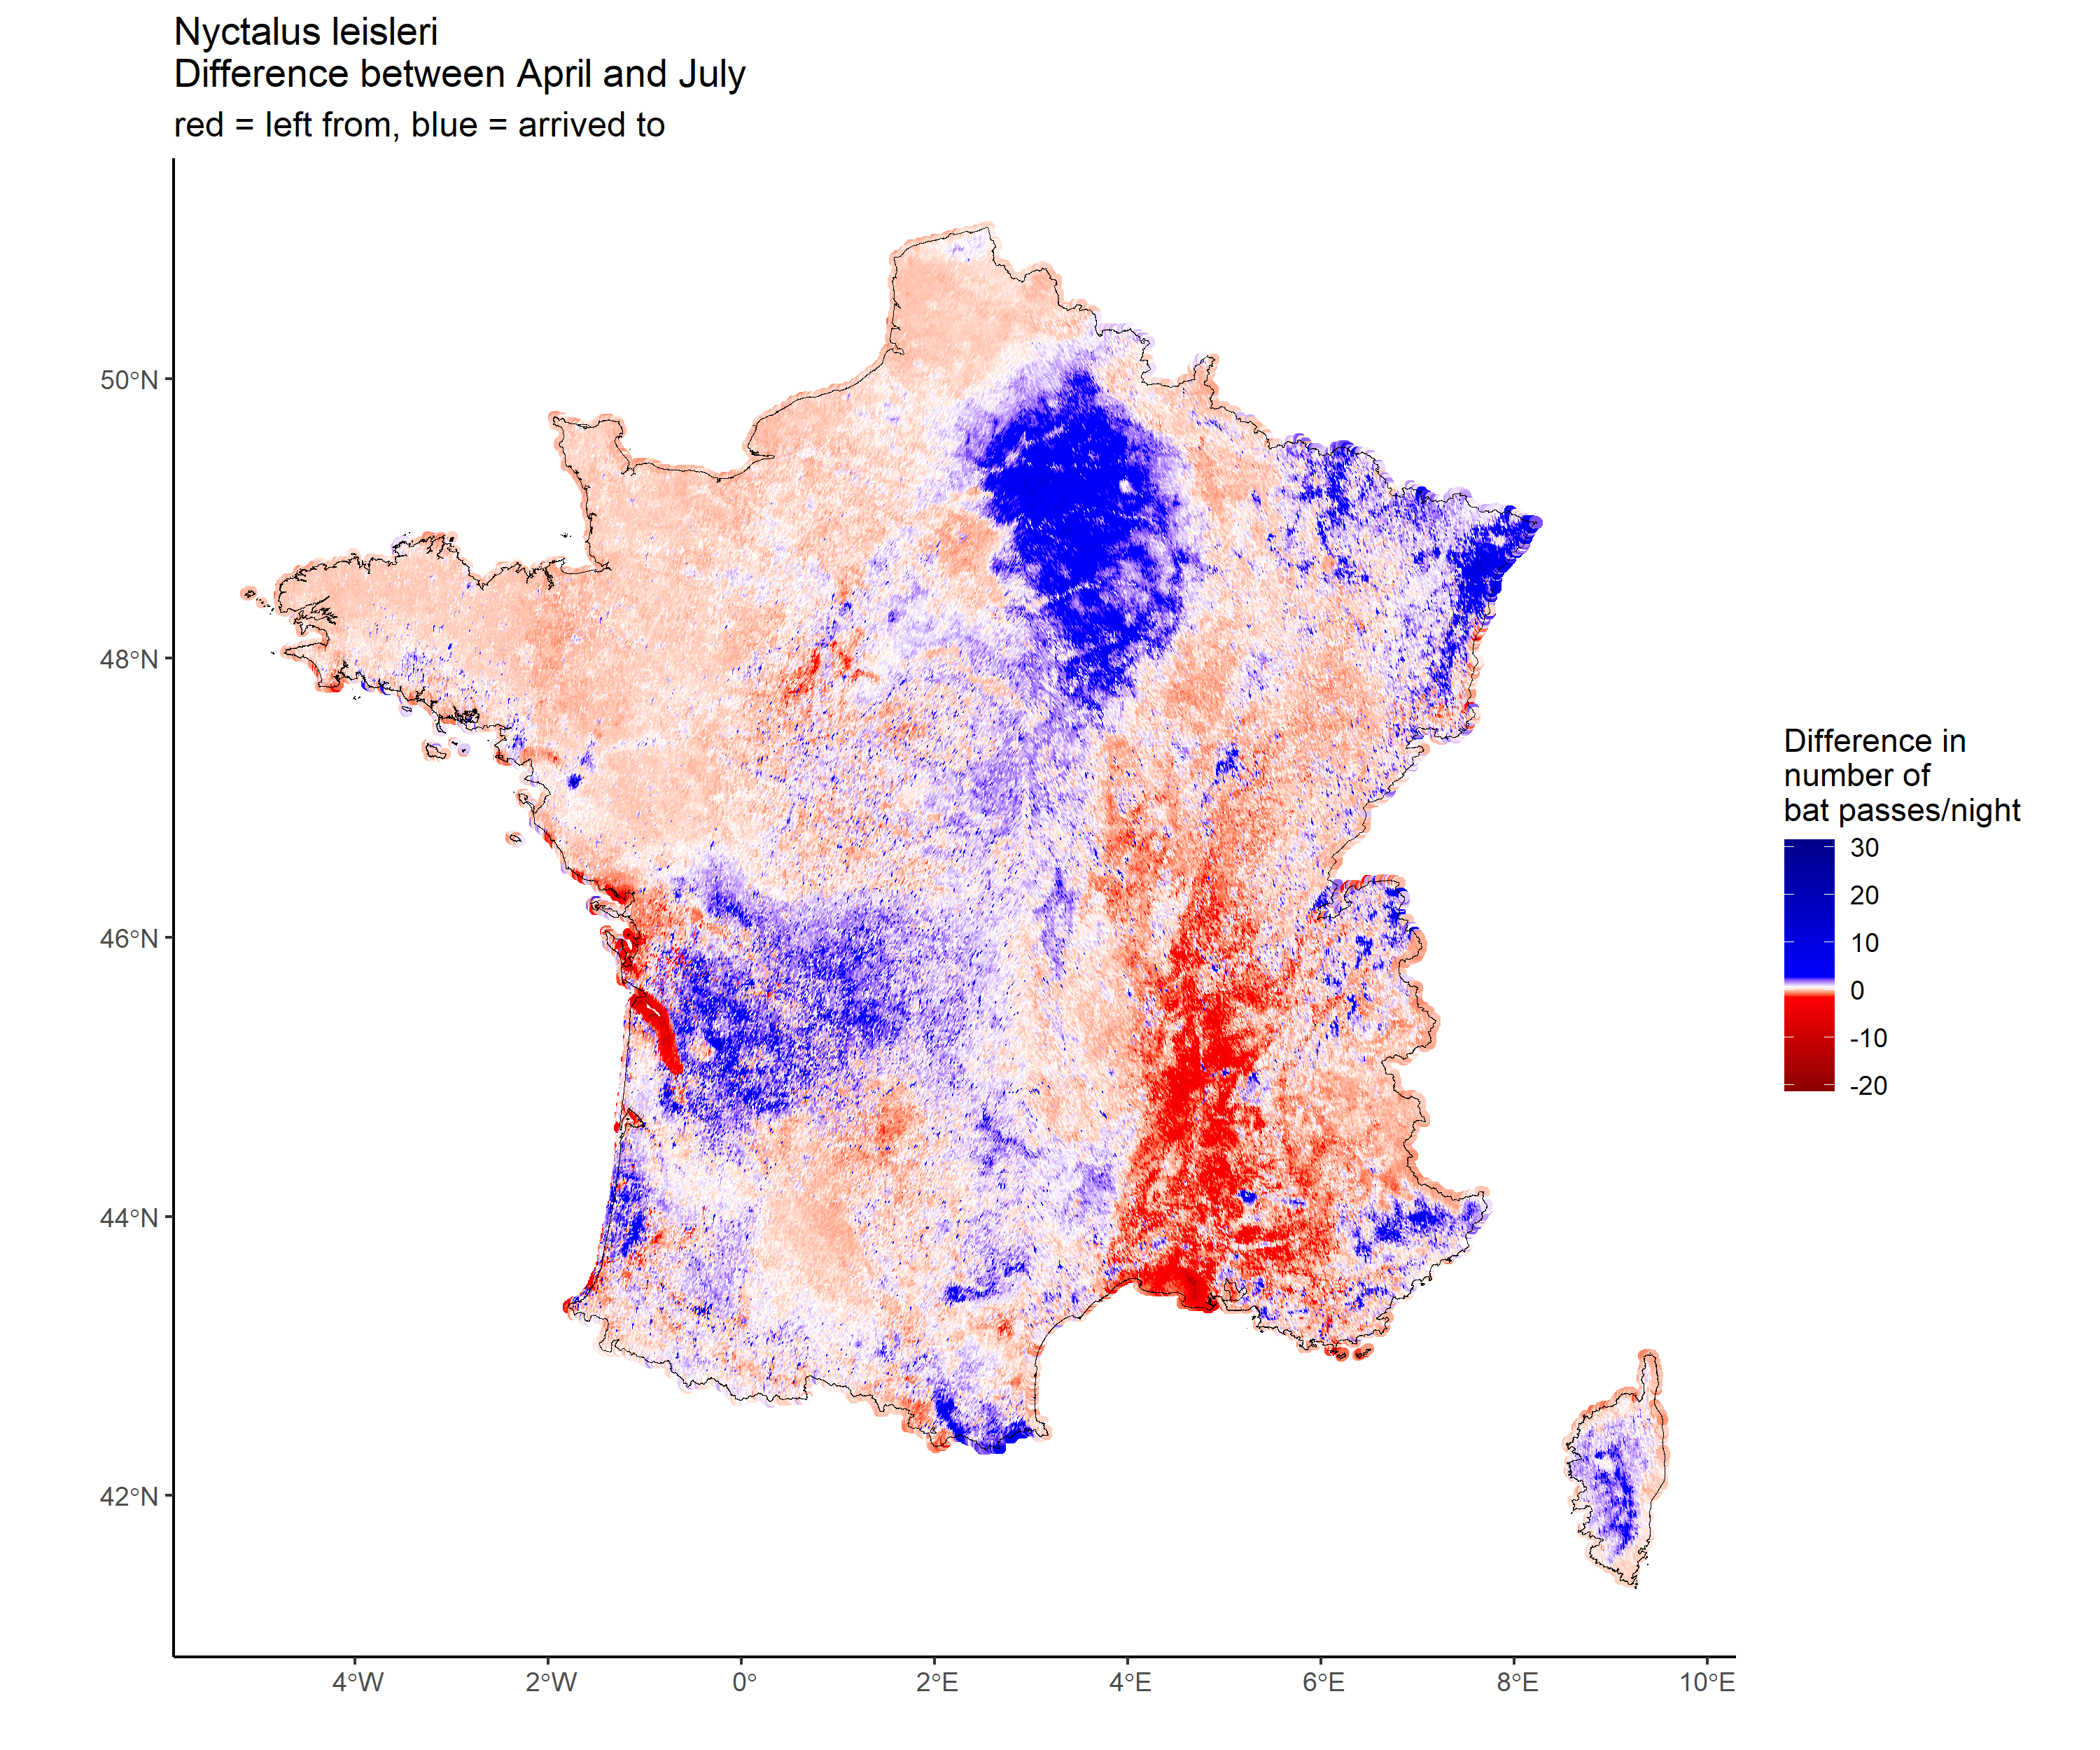 Nyctalus leisleri
Difference between April and July
red = left from, blue = arrived to
50°N
48°N
46°N
44°N
42°N
4°W
2°W
0°
2°E
4°E
6°E
8°E
10°E
Difference in
number of
bat passes/night
30
20
10
0
-10
-20